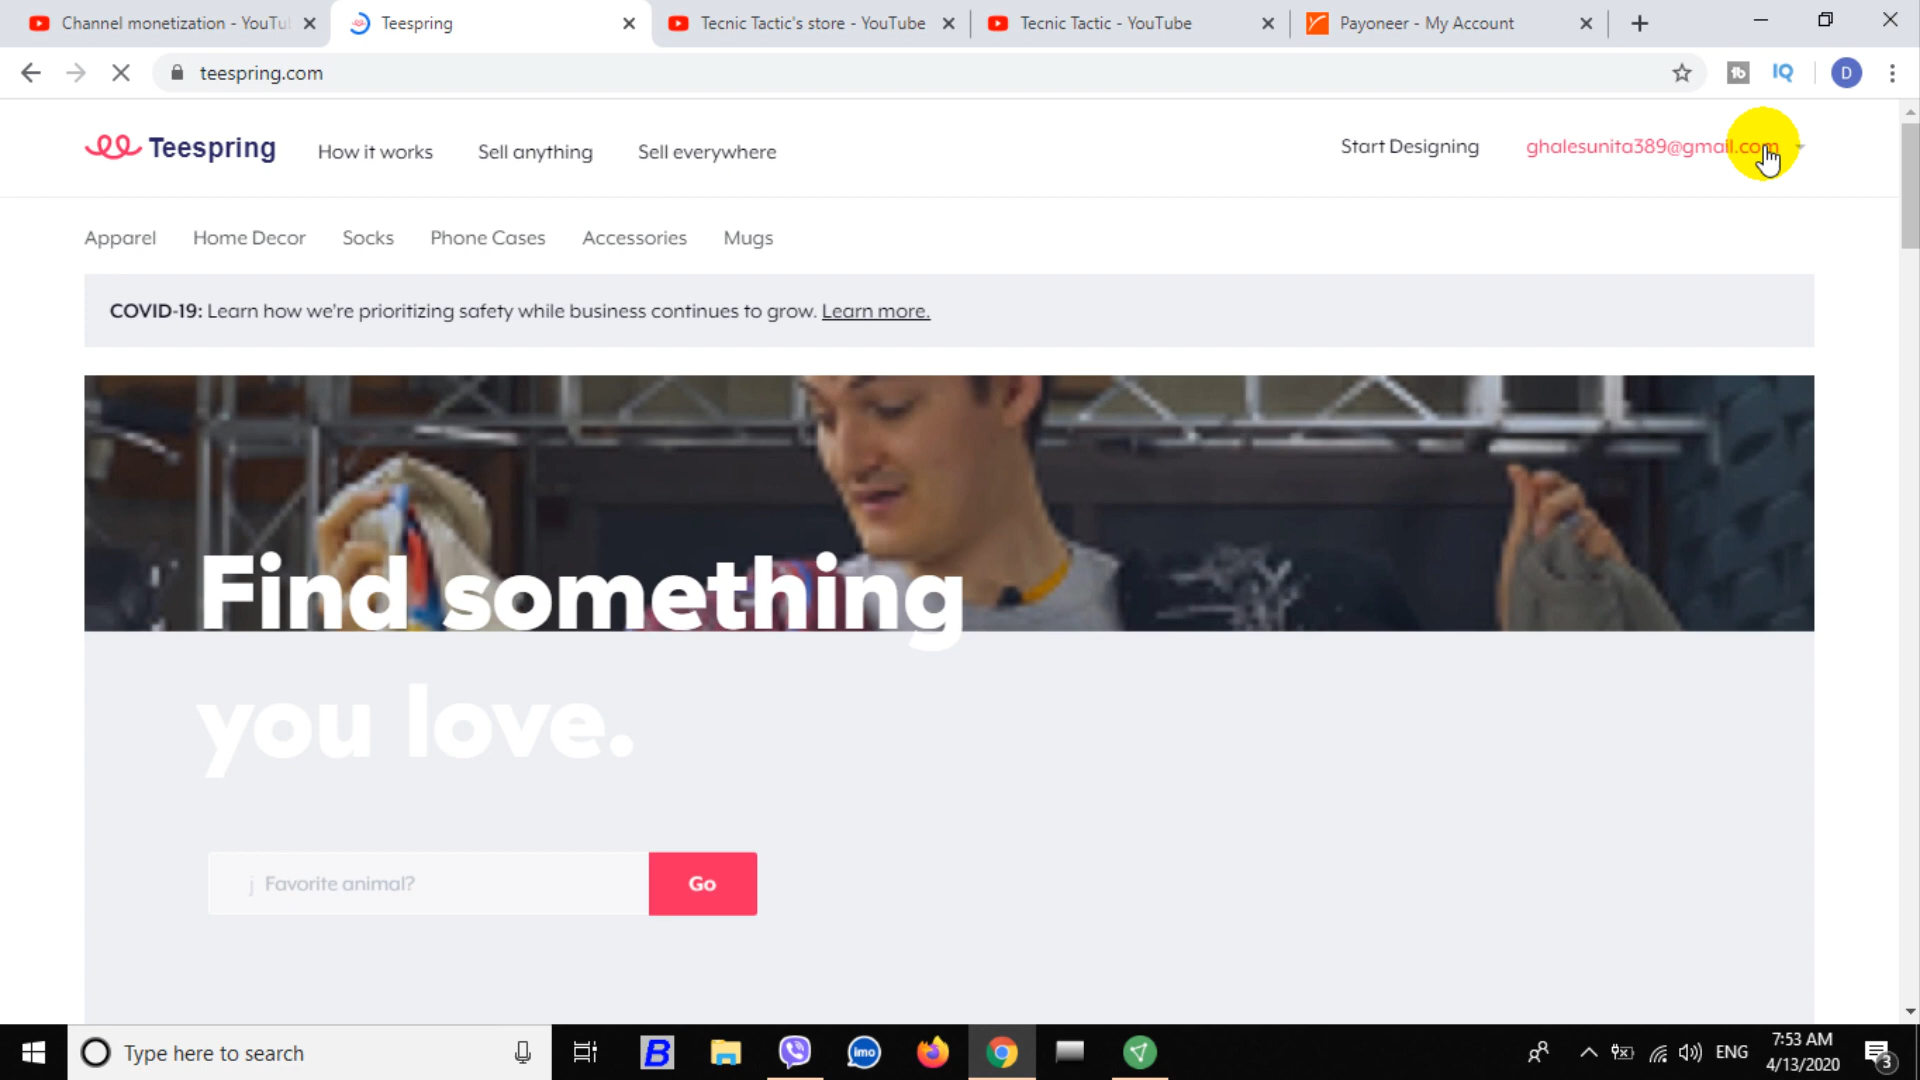 Channel monetization - YouTu
Teespring
Tecnic Tactic's store - YouTube
Tecnic Tactic - YouTube
Payoneer - My Account
teespring.com
D
Teespring
How it works
Sell anything
Sell everywhere
Start Designing
ghalesunita389@gmail.com
Apparel
Home Decor
Socks
Phone Cases
Accessories
Mugs
COVID-19: Learn how we're prioritizing safety while business continues to grow. Learn more.
Find something
you love.
Favorite animal?
Go
Type here to search
B
imo
ENG
7:53 AM
4/13/2020
3